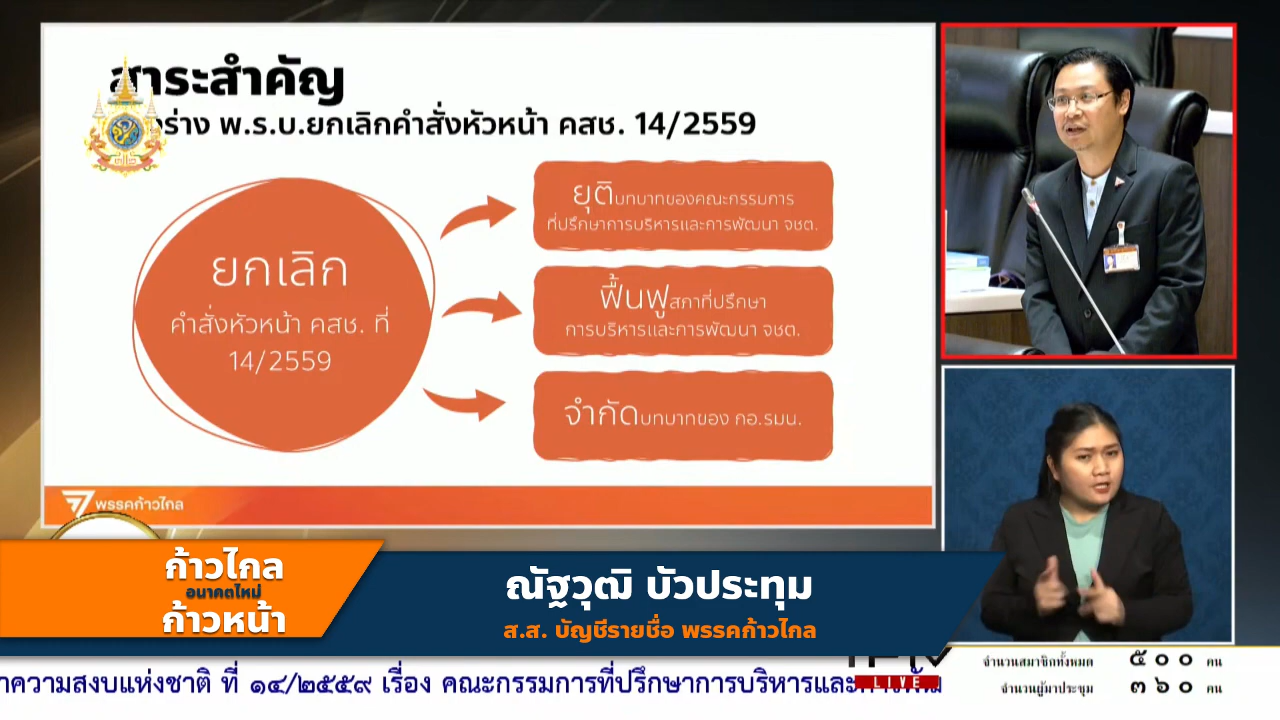 สาระสำคัญ
ร่าง พ.ร.บ.ยกเลิกคำสั่งหัวหน้า คสช. 14/2559
ยกเลิก
คำสั่งหัวหน้า คสช. ที่
14/2559
ยุติบทบาทของคณะกรรมการ
ที่ปรึกษาการบริหารและการพัฒนา จชต.
ฟื้นฟูสภาที่ปรึกษา
การบริหารและการพัฒนา จชต.
จำกัดบทบาทของ กอ.รมน.
พรรคก้าวไกล
ก้าวไกล
อนาคตใหม่
ก้าวหน้า
ณัฐวุฒิ บัวประทุม
ส.ส. บัญชีรายชื่อ พรรคก้าวไกล
LIVE
จำนวนสมาชิกทั้งหมด ๕๐๐ คน
จำนวนผู้มาประชุม ๓๖๐ คน
ความสงบแห่งชาติ ที่ ๑๔/๒๕๕๙ เรื่อง คณะกรรมการที่ปรึกษาการบริหารและ